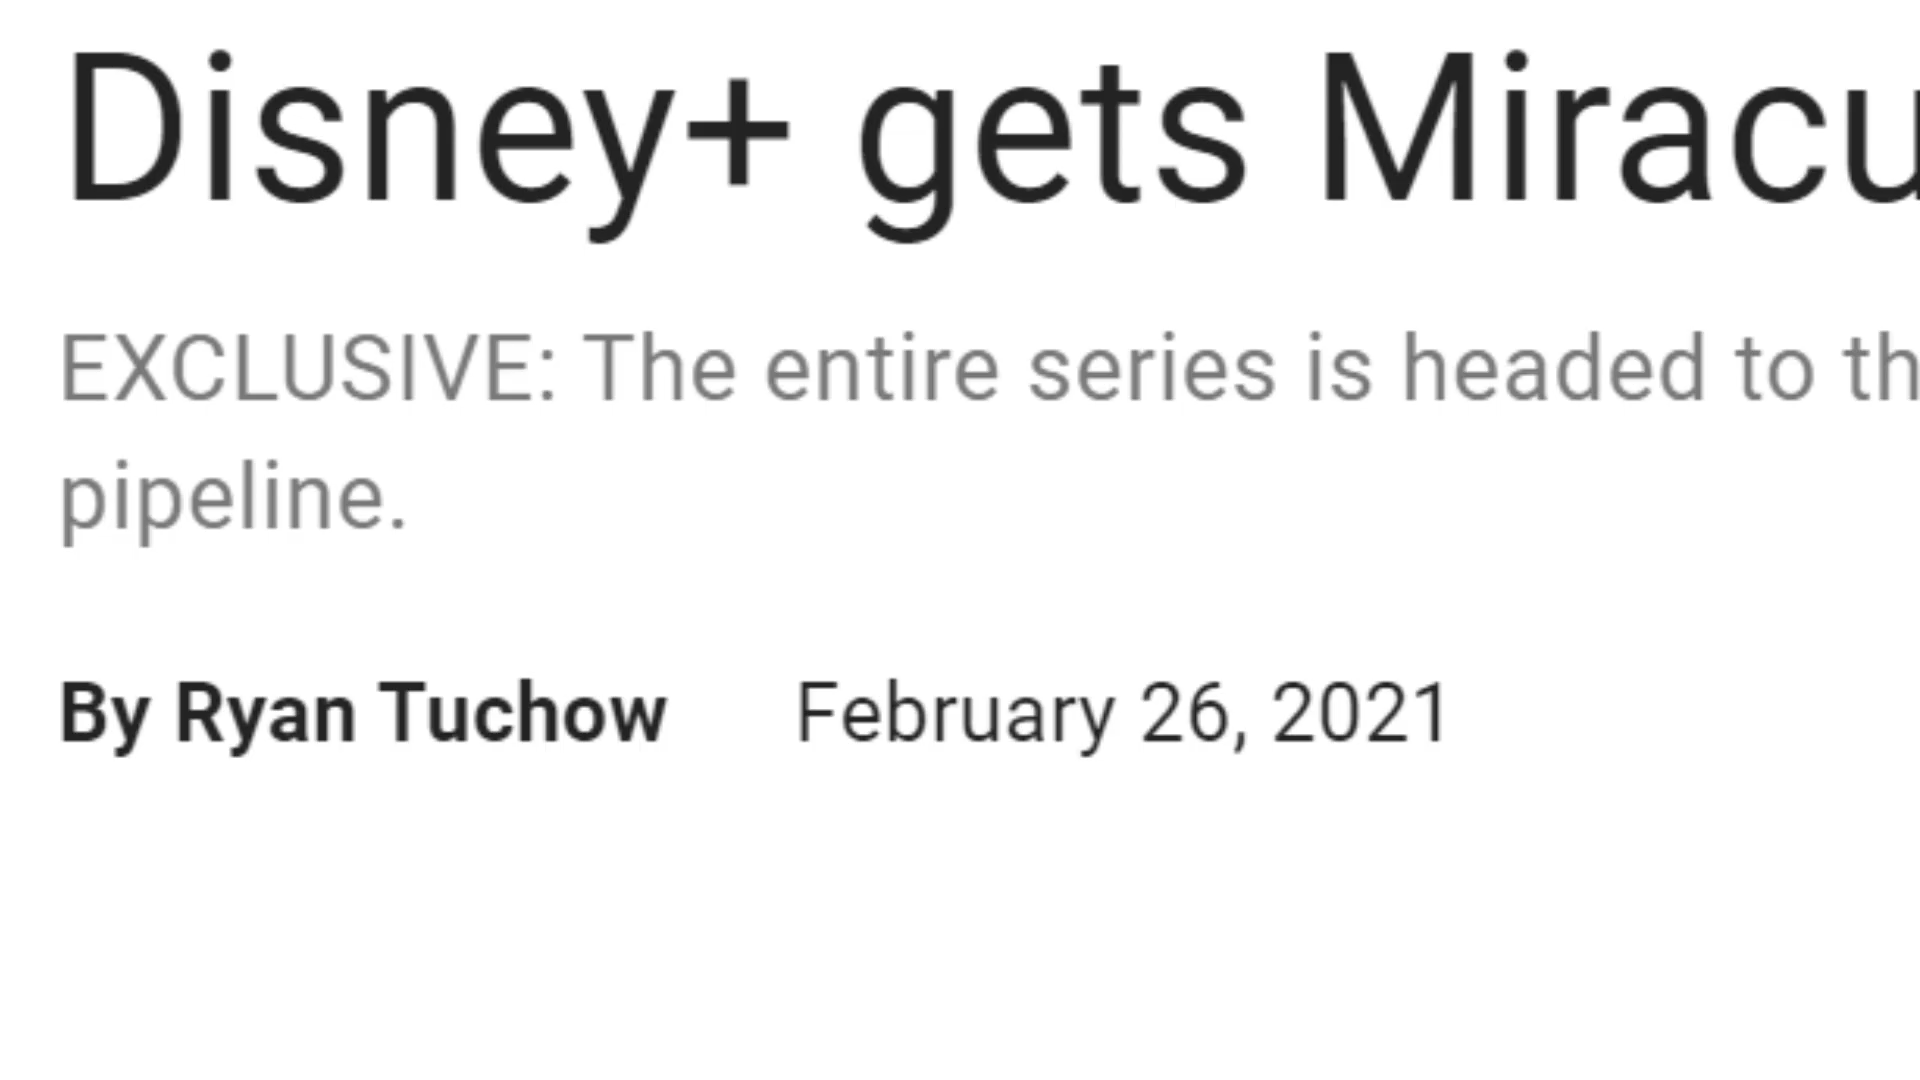 Disney+ gets Miracu
EXCLUSIVE: The entire series is headed to th
pipeline.
By Ryan Tuchow February 26, 2021